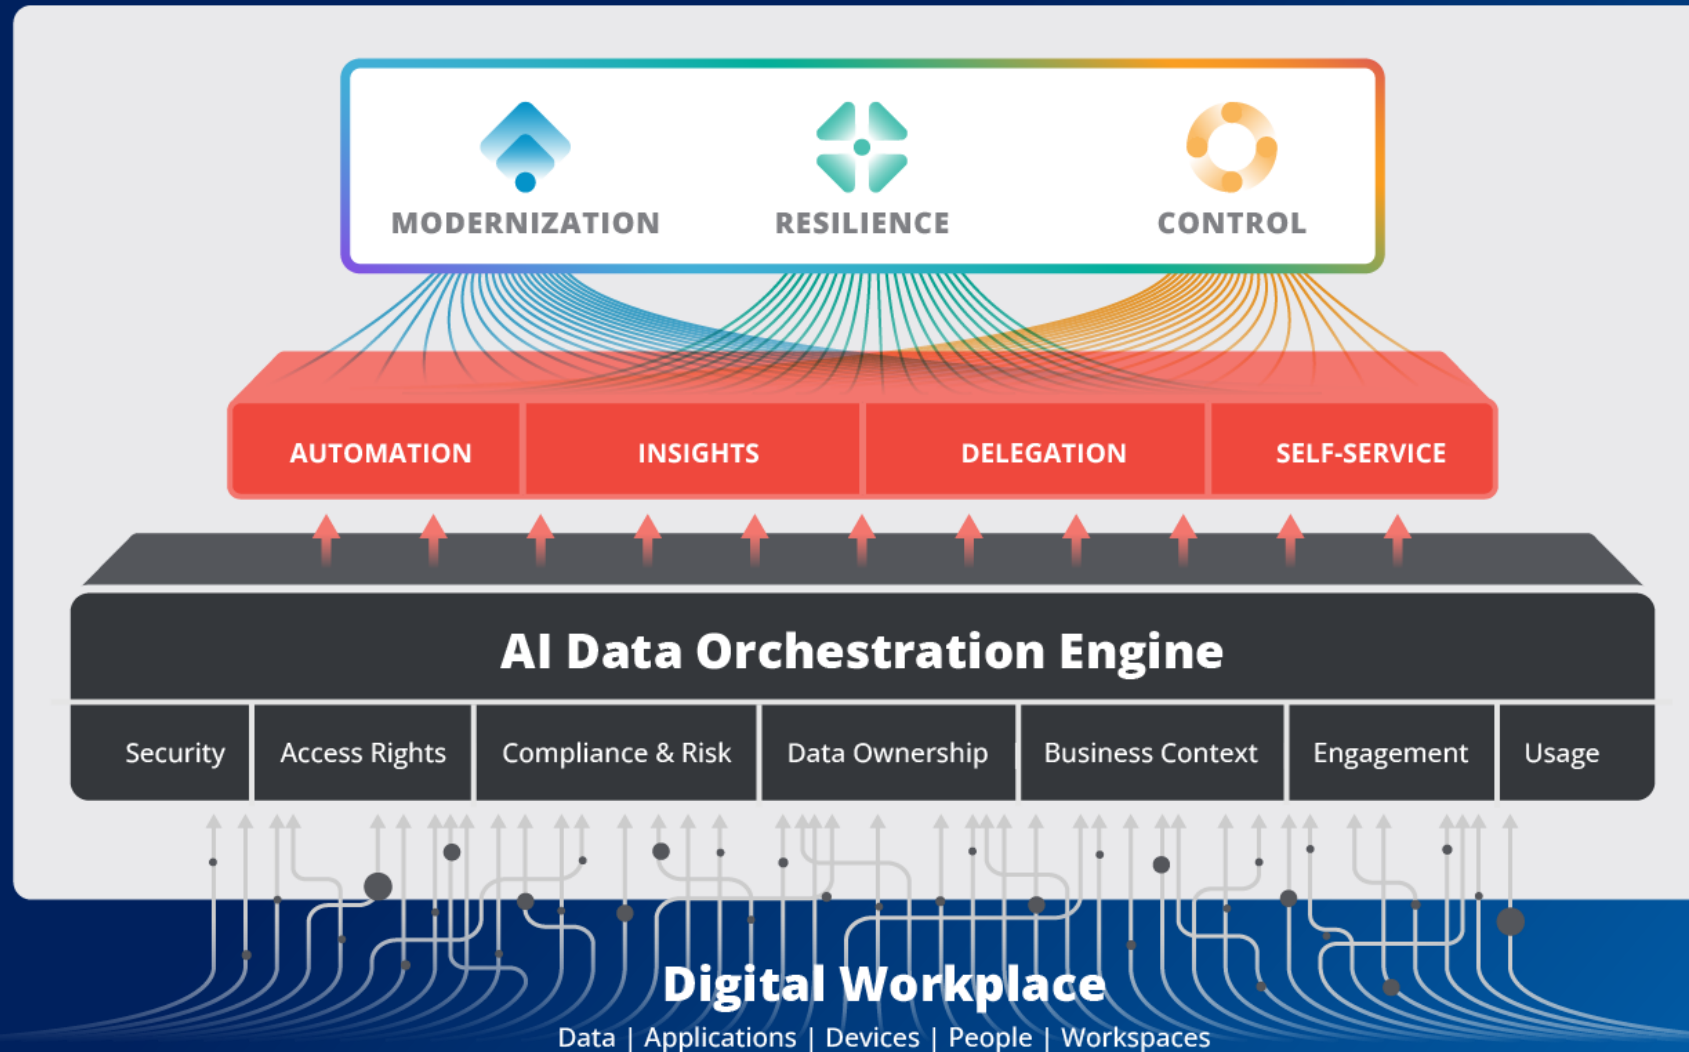 MODERNIZATION RESILIENCE CONTROL
AUTOMATION INSIGHTS DELEGATION SELF-SERVICE
AI Data Orchestration Engine
Security Access Rights Compliance & Risk Data Ownership Business Context Engagement Usage
Digital Workplace
Data | Applications | Devices | People | Workspaces